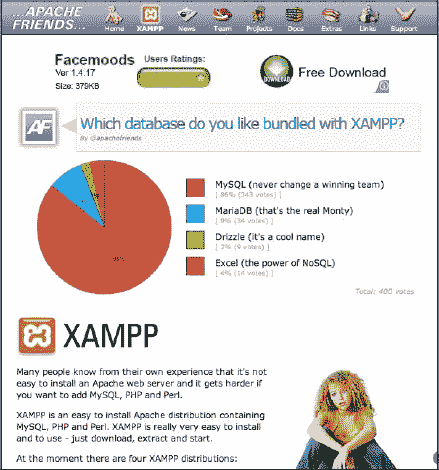 ...APACHE
FRIENDS...
Home XAMPP News Team Projects Docs Extras Links Support
Facemoods
Ver 1.4.17
Size: 379KB
Users Ratings:
DOWNLOAD
Free Download
AF
Which database do you like bundled with XAMPP?
By @apachefriends
MySQL (never change a winning team)
[ 86% (343 votes) ]
MariaDB (that's the real Monty)
[ 9% (34 votes) ]
Drizzle (it's a cool name)
[ 2% (9 votes) ]
Excel (the power of NoSQL)
[ 4% (14 votes) ]
Total: 400 votes
XAMPP
Many people know from their own experience that it's not
easy to install an Apache web server and it gets harder if
you want to add MySQL, PHP and Perl.
XAMPP is an easy to install Apache distribution containing
MySQL, PHP and Perl. XAMPP is really very easy to install
and to use - just download, extract and start.
At the moment there are four XAMPP distributions: